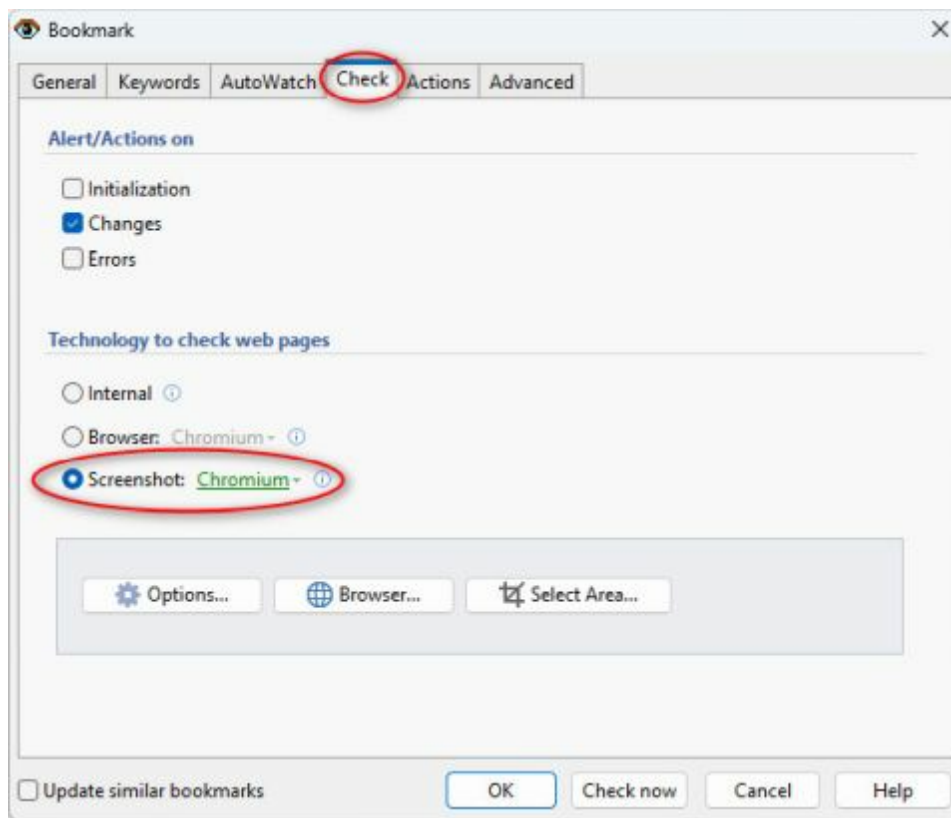 Bookmark
General Keywords AutoWatch Check Actions Advanced
Alert/Actions on
Initialization
Changes
Errors
Technology to check web pages
Internal
Browser: Chromium
Screenshot: Chromium
Options... Browser... Select Area...
Update similar bookmarks OK Check now Cancel Help